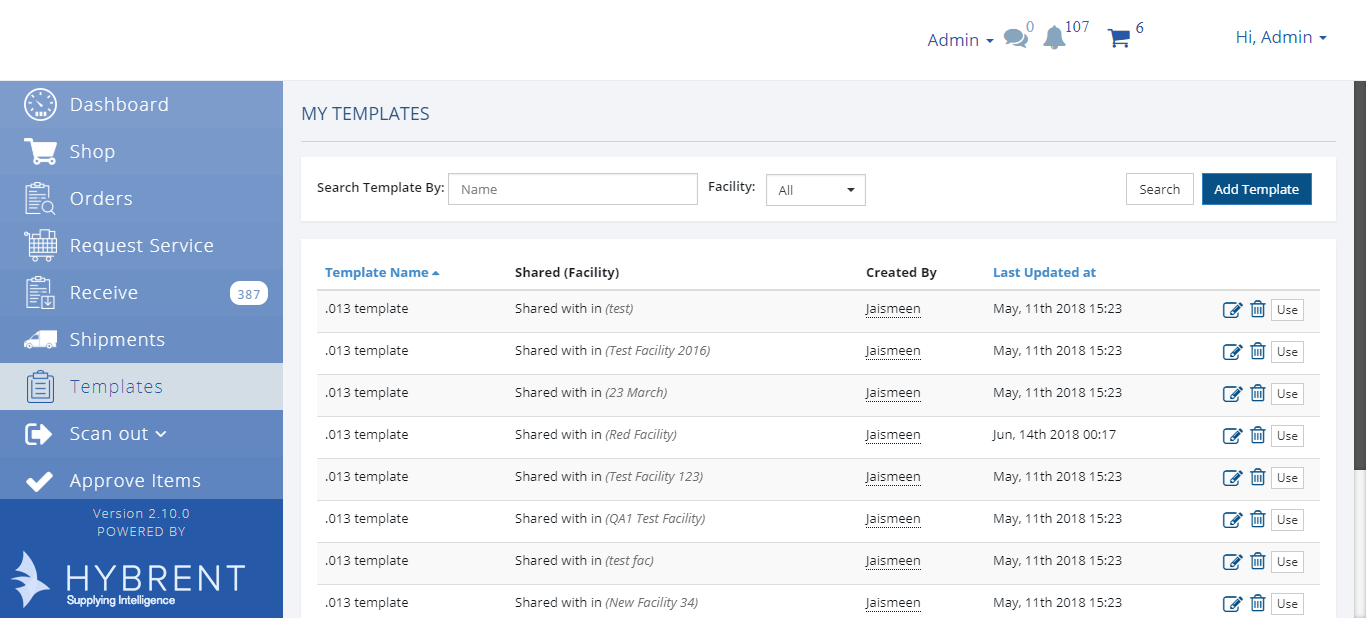 Admin 0 107 6 Hi, Admin
Dashboard
Shop
Orders
Request Service
Receive 387
Shipments
Templates
Scan out
Approve Items
Version 2.10.0
POWERED BY
HYBRENT
Supplying Intelligence
MY TEMPLATES
Search Template By: Name Facility: All Search Add Template
Template Name Shared (Facility) Created By Last Updated at
.013 template Shared with in (test) Jaismeen May, 11th 2018 15:23 Use
.013 template Shared with in (Test Facility 2016) Jaismeen May, 11th 2018 15:23 Use
.013 template Shared with in (23 March) Jaismeen May, 11th 2018 15:23 Use
.013 template Shared with in (Red Facility) Jaismeen Jun, 14th 2018 00:17 Use
.013 template Shared with in (Test Facility 123) Jaismeen May, 11th 2018 15:23 Use
.013 template Shared with in (QA1 Test Facility) Jaismeen May, 11th 2018 15:23 Use
.013 template Shared with in (test fac) Jaismeen May, 11th 2018 15:23 Use
.013 template Shared with in (New Facility 34) Jaismeen May, 11th 2018 15:23 Use